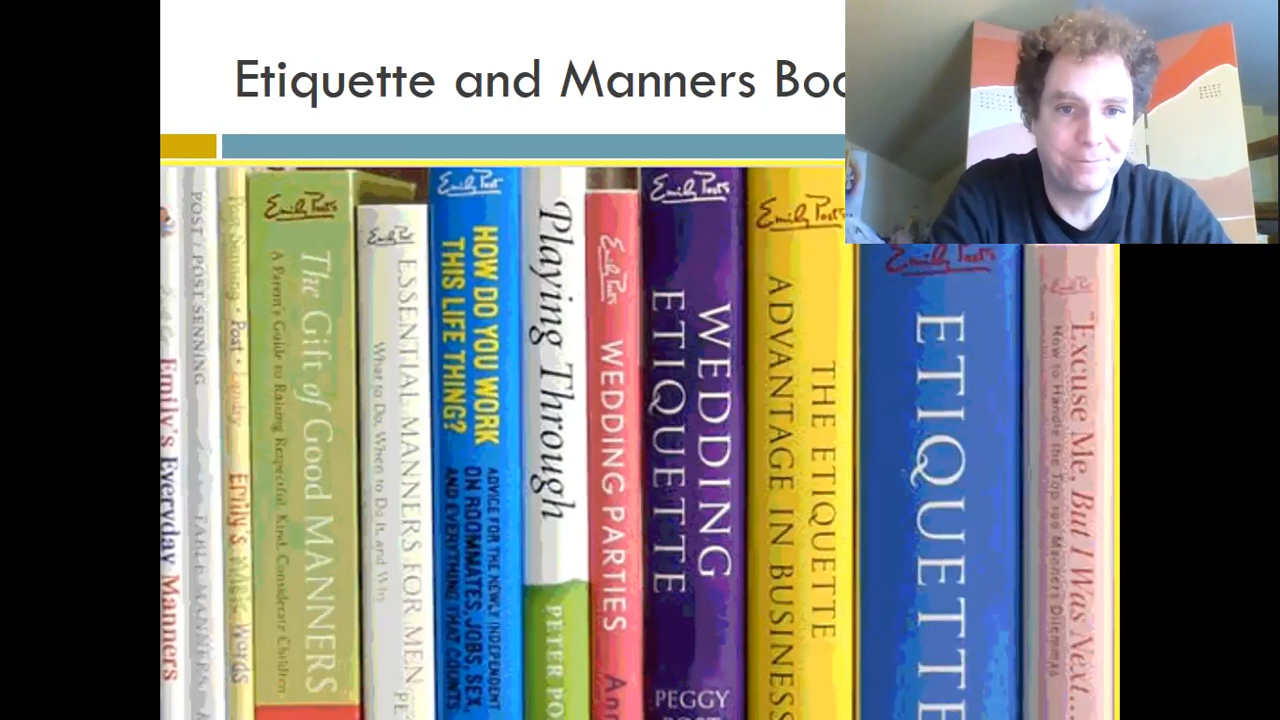 Etiquette and Manners Boo
Emily's Everyday Manners
POST / POST SENNING
TABLE MANNERS
Post Senning • Post •
Emily's Magic Words
Emily Post's
The Gift of Good MANNERS
A Parent's Guide to Raising Respectful, Kind, Considerate Children
Emily Post
ESSENTIAL MANNERS FOR MEN
What to Do, When to Do It, and Why
PE
Emily Post
HOW DO YOU WORK
THIS LIFE THING?
ADVICE FOR THE NEWLY INDEPENDENT
ON ROOMMATES, JOBS, SEX,
AND EVERYTHING THAT COUNTS
Playing Through
PETER PO
Emily Post's
WEDDING PARTIES
Ann
Emily Post's
WEDDING
ETIQUETTE
PEGGY
POST
Emily Post's
THE ETIQUETTE
ADVANTAGE IN BUSINESS
Emily Post's
ETIQUETTE
Emily Post's
"Excuse Me, But I Was Next...
How to Handle the Top 100 Manners Dilemmas